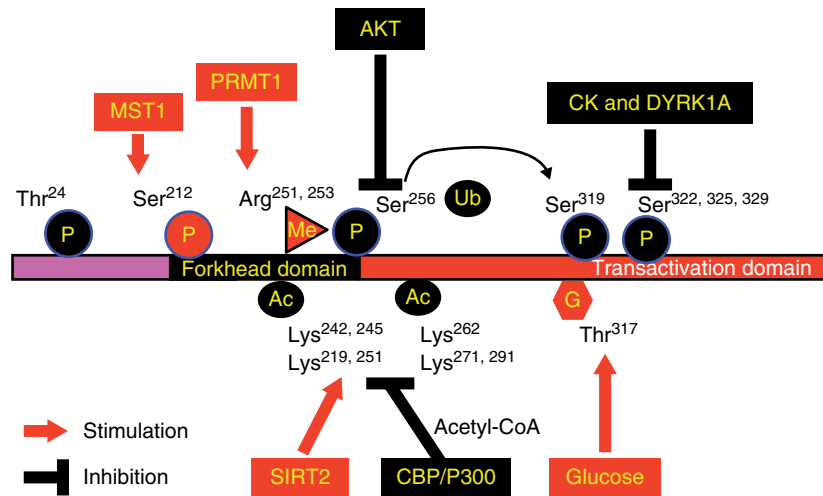 AKT
PRMT1
MST1
CK and DYRK1A
Thr24
Ser212
Arg251, 253
Ser256
Ub
Ser319
Ser322, 325, 329
P
P
Me
P
P
P
Forkhead domain
Transactivation domain
Ac
Ac
G
Lys242, 245
Lys219, 251
Lys262
Lys271, 291
Thr317
Acetyl-CoA
Stimulation
Inhibition
SIRT2
CBP/P300
Glucose